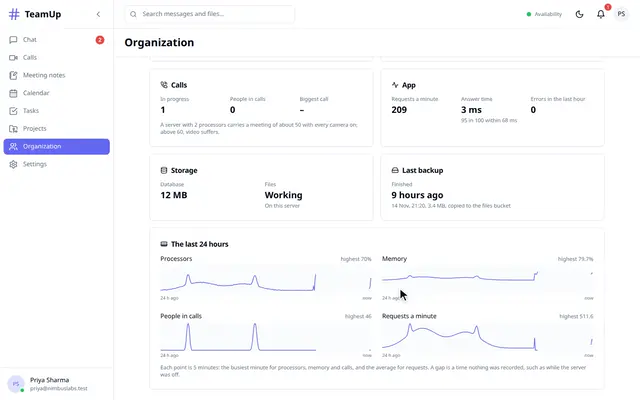 TeamUp
Search messages and files...
Availability
1
PS
Chat
2
Calls
Meeting notes
Calendar
Tasks
Projects
Organization
Settings
Organization
Calls
In progress
People in calls
Biggest call
1
0
–
A server with 2 processors carries a meeting of about 50 with every camera on,
above 60, video suffers.
App
Requests a minute
Answer time
Errors in the last hour
209
3 ms
0
95 in 100 within 68 ms
Storage
Database
Files
12 MB
Working
On this server
Last backup
Finished
9 hours ago
14 Nov, 21:20, 3.4 MB, copied to the files bucket
The last 24 hours
Processors
highest 70%
24 h ago
now
Memory
highest 79.7%
24 h ago
now
People in calls
highest 46
24 h ago
now
Requests a minute
highest 511.6
24 h ago
now
Each point is 5 minutes: the busiest minute for processors, memory and calls, and the average for requests. A gap is a time nothing was recorded, such as while the server
was off.
PS
Priya Sharma
priya@nimbuslabs.test